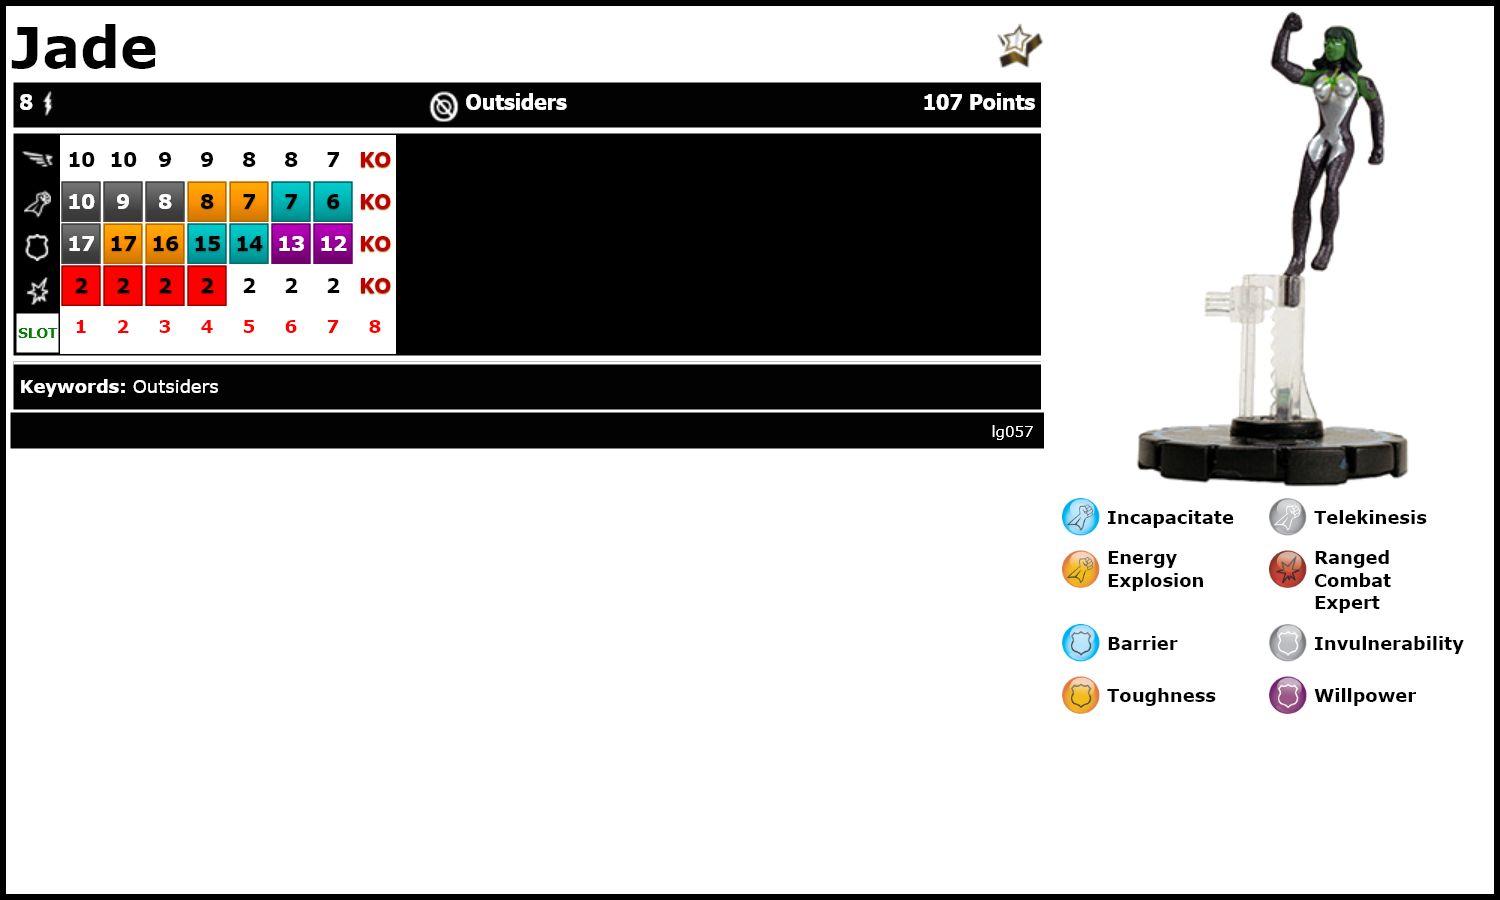 Jade
8 Outsiders 107 Points
10 10 9 9 8 8 7 KO
10 9 8 8 7 7 6 KO
17 17 16 15 14 13 12 KO
2 2 2 2 2 2 2 KO
SLOT 1 2 3 4 5 6 7 8
Keywords: Outsiders
lg057
Incapacitate
Telekinesis
Energy
Explosion
Ranged
Combat
Expert
Barrier
Invulnerability
Toughness
Willpower